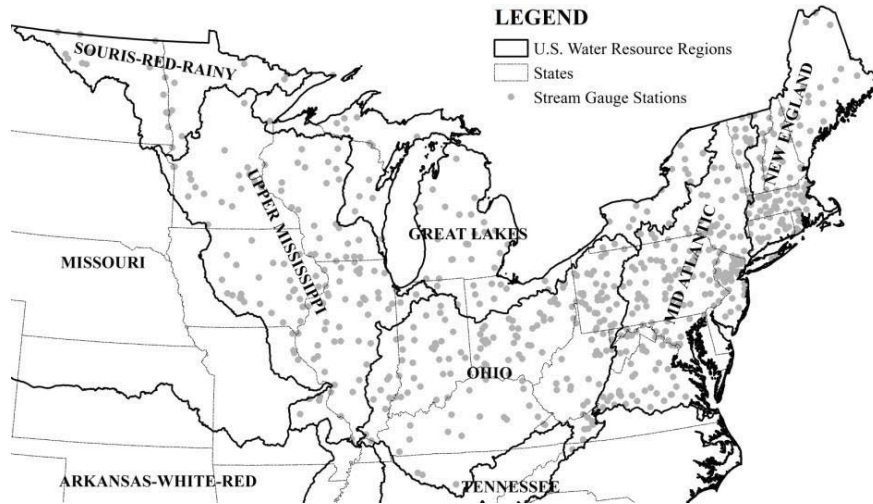 LEGEND
U.S. Water Resource Regions
States
Stream Gauge Stations
SOURIS-RED-RAINY
NEW ENGLAND
UPPER MISSISSIPPI
GREAT LAKES
MID ATLANTIC
MISSOURI
OHIO
ARKANSAS-WHITE-RED
TENNESSEE